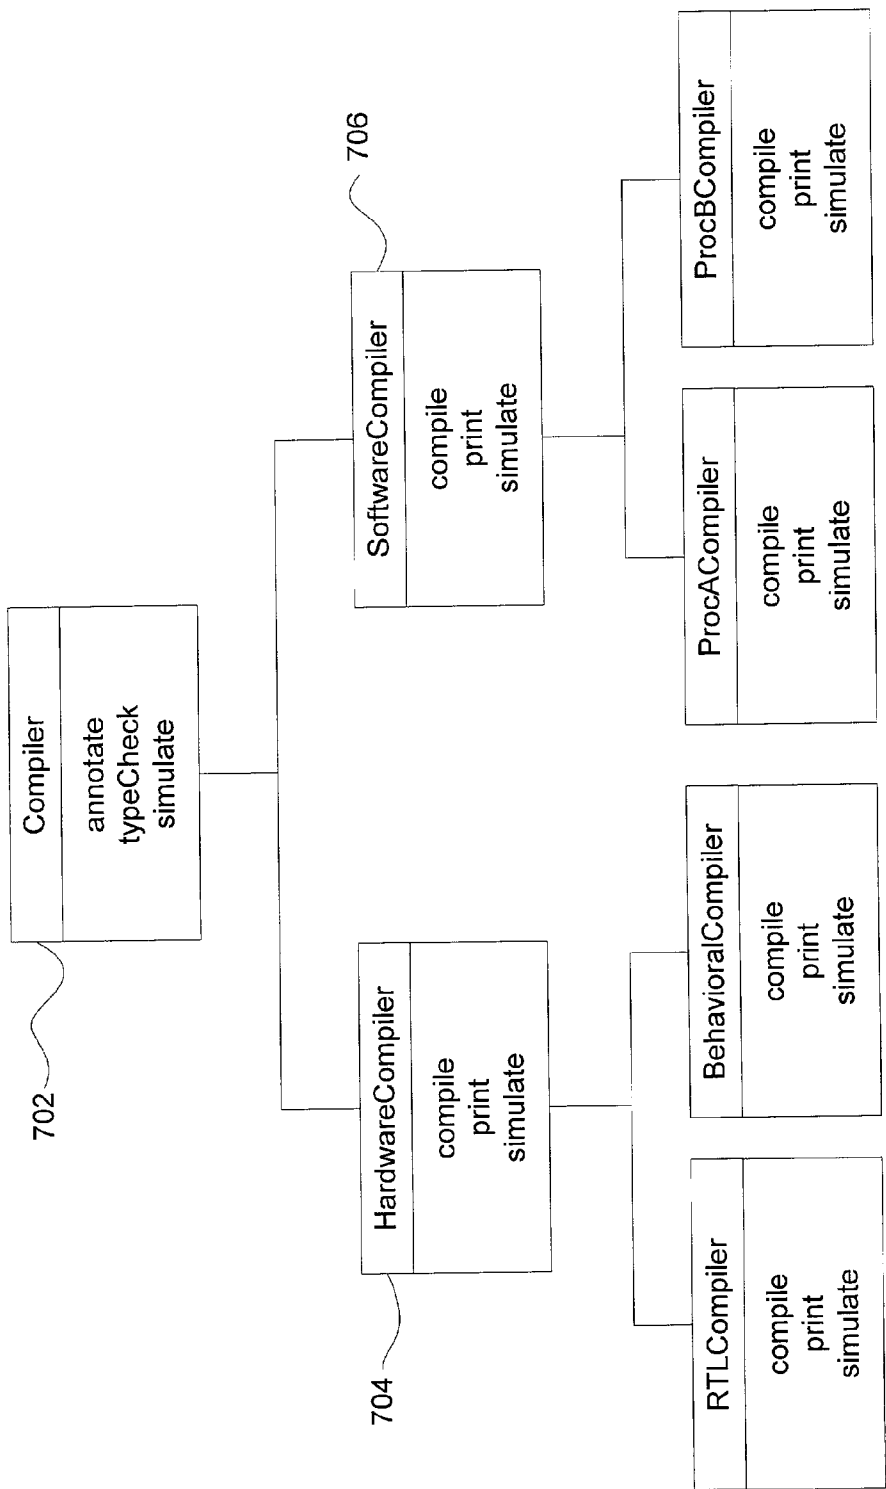 Compiler
annotate
typeCheck
simulate
702
HardwareCompiler
compile
print
simulate
704
SoftwareCompiler
compile
print
simulate
706
RTLCompiler
compile
print
simulate
BehavioralCompiler
compile
print
simulate
ProcACompiler
compile
print
simulate
ProcBCompiler
compile
print
simulate